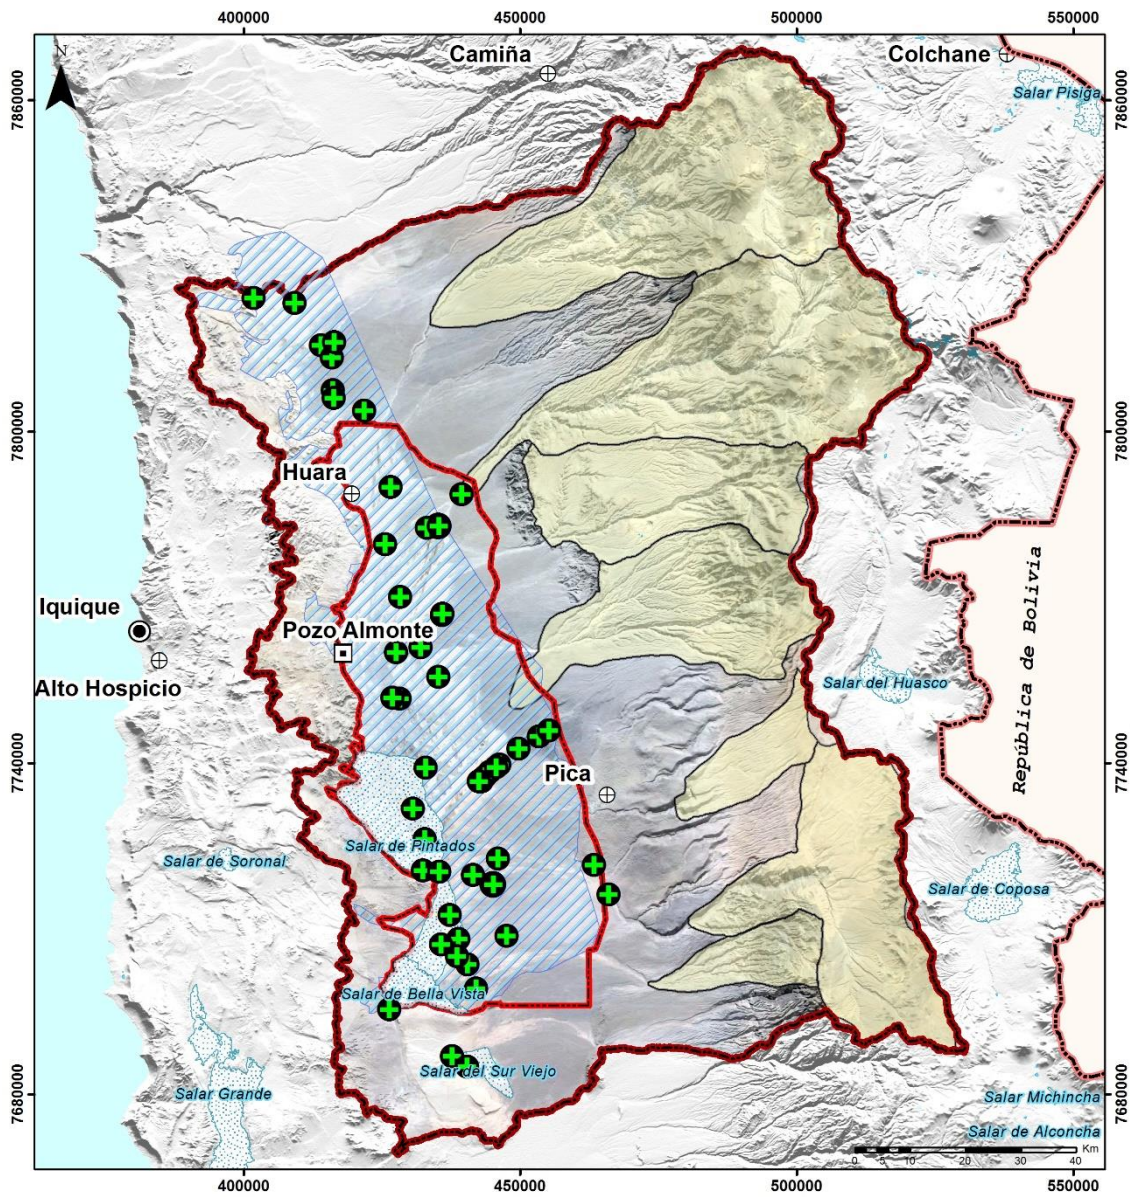 400000 450000 500000 550000
N
Camiña
Colchane
Salar Pisiga
7860000
7860000
7800000
7800000
Huara
Iquique
Pozo Almonte
Alto Hospicio
República de Bolivia
Salar del Huasco
7740000
7740000
Pica
Salar de Pintados
Salar de Soronal
Salar de Coposa
Salar de Bella Vista
Salar del Sur Viejo
Salar Grande
7680000
7680000
Salar Michincha
Salar de Alconcha
Km
0 5 10 20 30 40
400000 450000 500000 550000